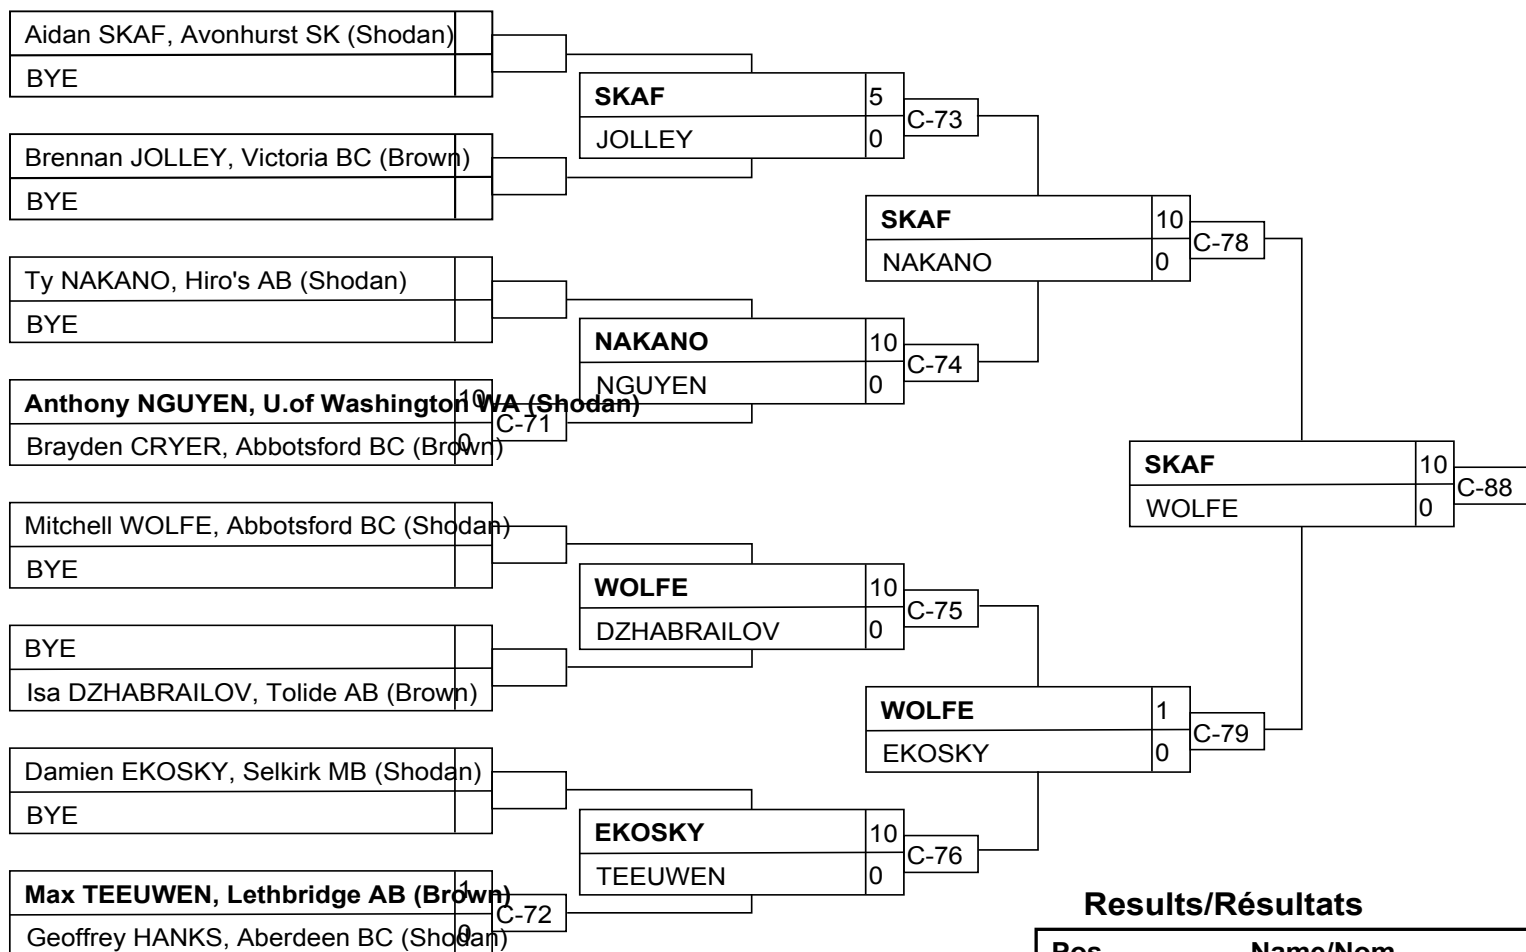 Aidan SKAF, Avonhurst SK (Shodan)
BYE
Brennan JOLLEY, Victoria BC (Brown)
BYE
Ty NAKANO, Hiro's AB (Shodan)
BYE
Anthony NGUYEN, U.of Washington WA (Shodan) 10
Brayden CRYER, Abbotsford BC (Brown) 0
C-71
Mitchell WOLFE, Abbotsford BC (Shodan)
BYE
BYE
Isa DZHABRAILOV, Tolide AB (Brown)
Damien EKOSKY, Selkirk MB (Shodan)
BYE
Max TEEUWEN, Lethbridge AB (Brown) 1
Geoffrey HANKS, Aberdeen BC (Shodan) 0
C-72
SKAF 5
JOLLEY 0
C-73
NAKANO 10
NGUYEN 0
C-74
WOLFE 10
DZHABRAILOV 0
C-75
EKOSKY 10
TEEUWEN 0
C-76
SKAF 10
NAKANO 0
C-78
WOLFE 1
EKOSKY 0
C-79
SKAF 10
WOLFE 0
C-88
Results/Résultats
Pos Name/Nom